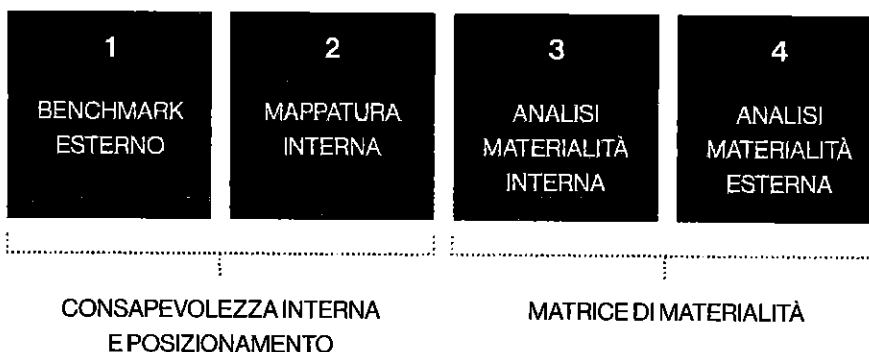 1
BENCHMARK
ESTERNO
2
MAPPATURA
INTERNA
3
ANALISI
MATERIALITÀ
INTERNA
4
ANALISI
MATERIALITÀ
ESTERNA
CONSAPEVOLEZZA INTERNA
E POSIZIONAMENTO
MATRICE DI MATERIALITÀ